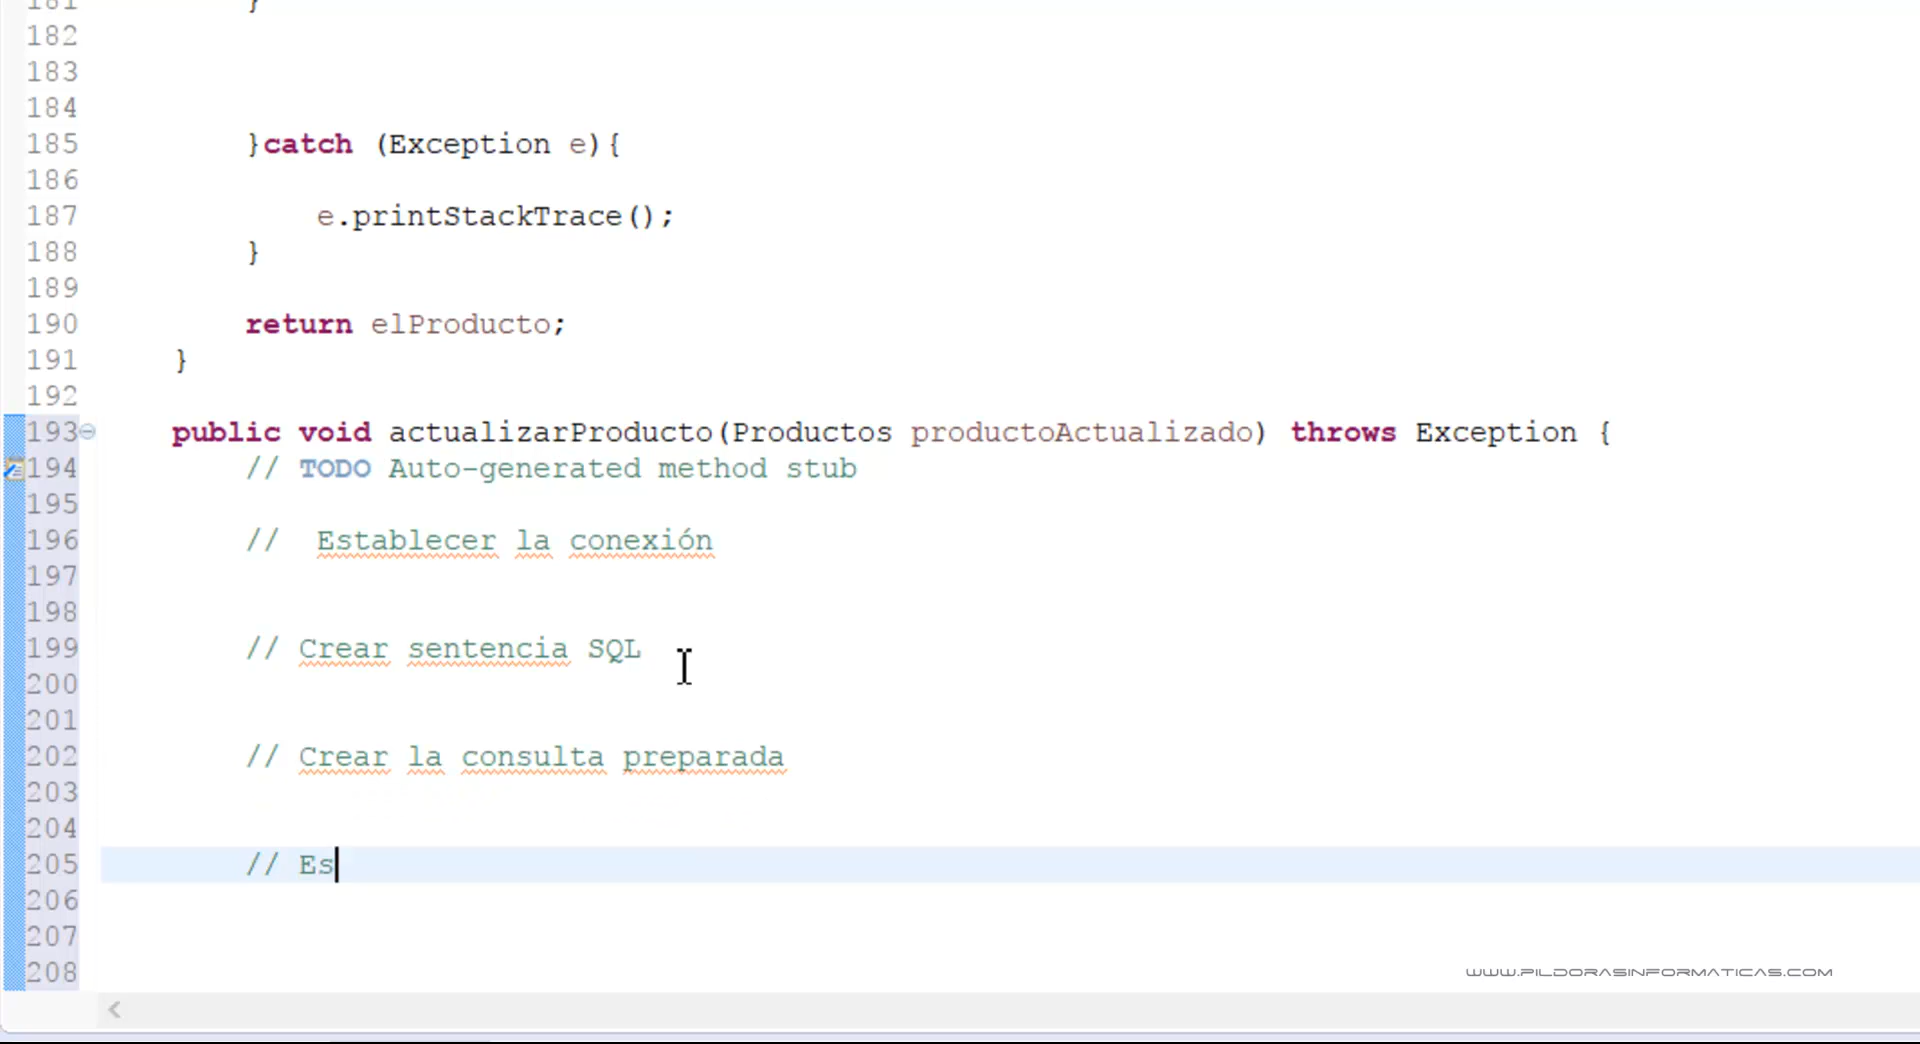 181 }
182
183
184
185 }catch (Exception e){
186
187 e.printStackTrace();
188 }
189
190 return elProducto;
191 }
192
193 public void actualizarProducto(Productos productoActualizado) throws Exception {
194 // TODO Auto-generated method stub
195
196 //  Establecer la conexión
197
198
199 // Crear sentencia SQL
200
201
202 // Crear la consulta preparada
203
204
205 // Es
206
207
208
WWW.PILDORASINFORMATICAS.COM